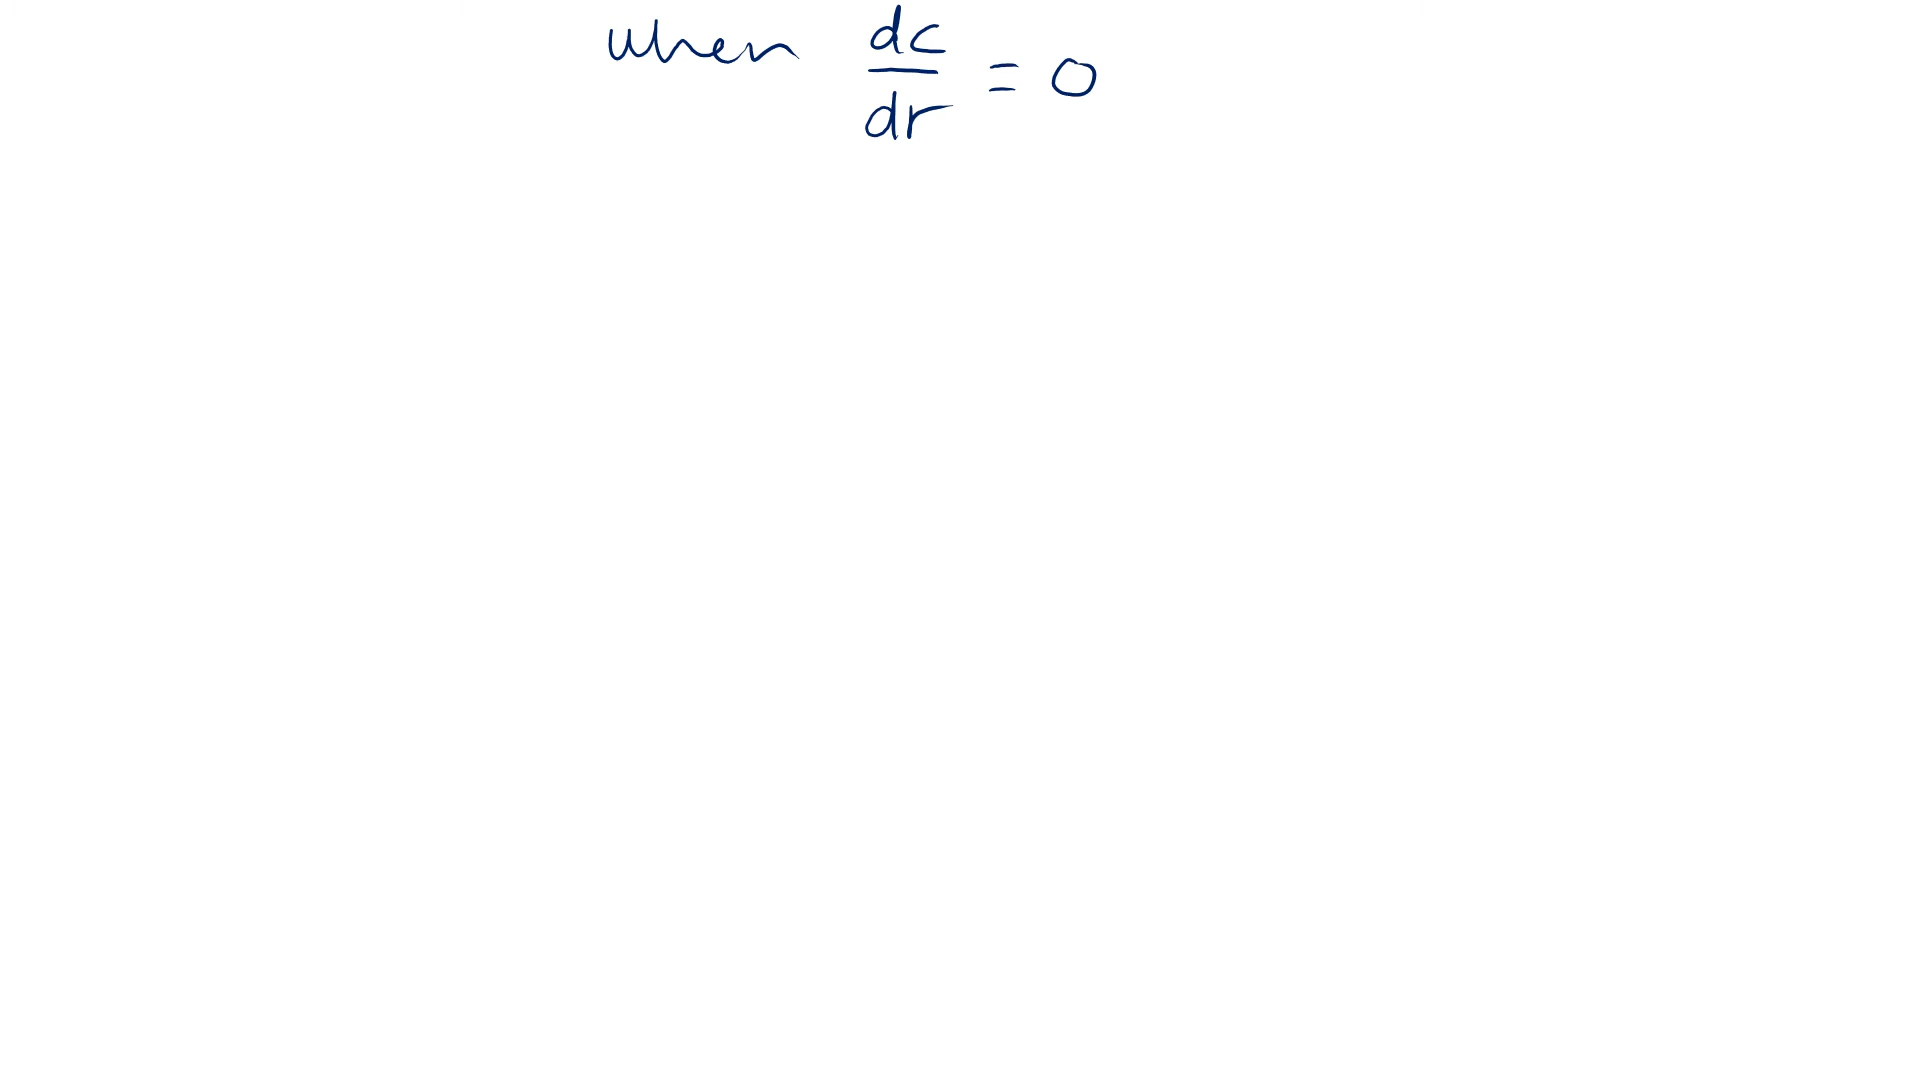 when dc/dr = 0